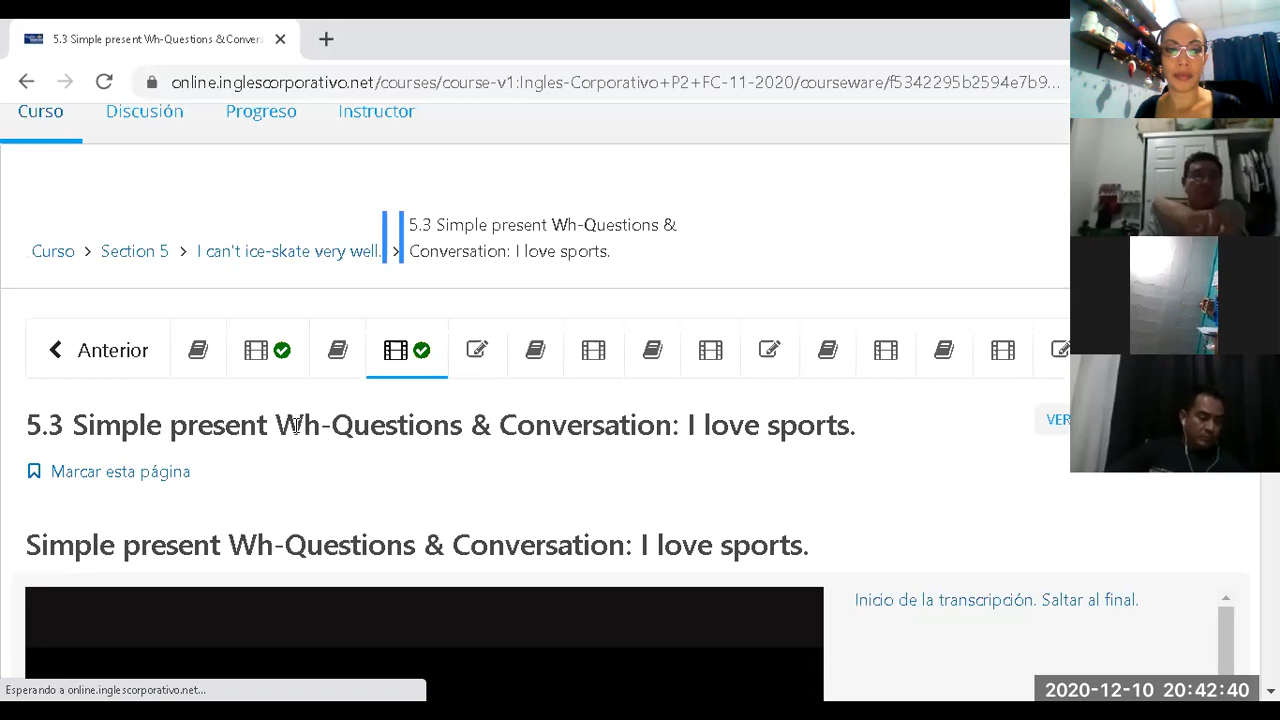 5.3 Simple present Wh-Questions & Conver
online.inglescorporativo.net/courses/course-v1:Ingles-Corporativo+P2+FC-11-2020/courseware/f5342295b2594e7b9...
Curso Discusión Progreso Instructor
5.3 Simple present Wh-Questions &
Curso > Section 5 > I can't ice-skate very well. > Conversation: I love sports.
Anterior
5.3 Simple present Wh-Questions & Conversation: I love sports.
VER
Marcar esta página
Simple present Wh-Questions & Conversation: I love sports.
Inicio de la transcripción. Saltar al final.
Esperando a online.inglescorporativo.net...
2020-12-10 20:42:40